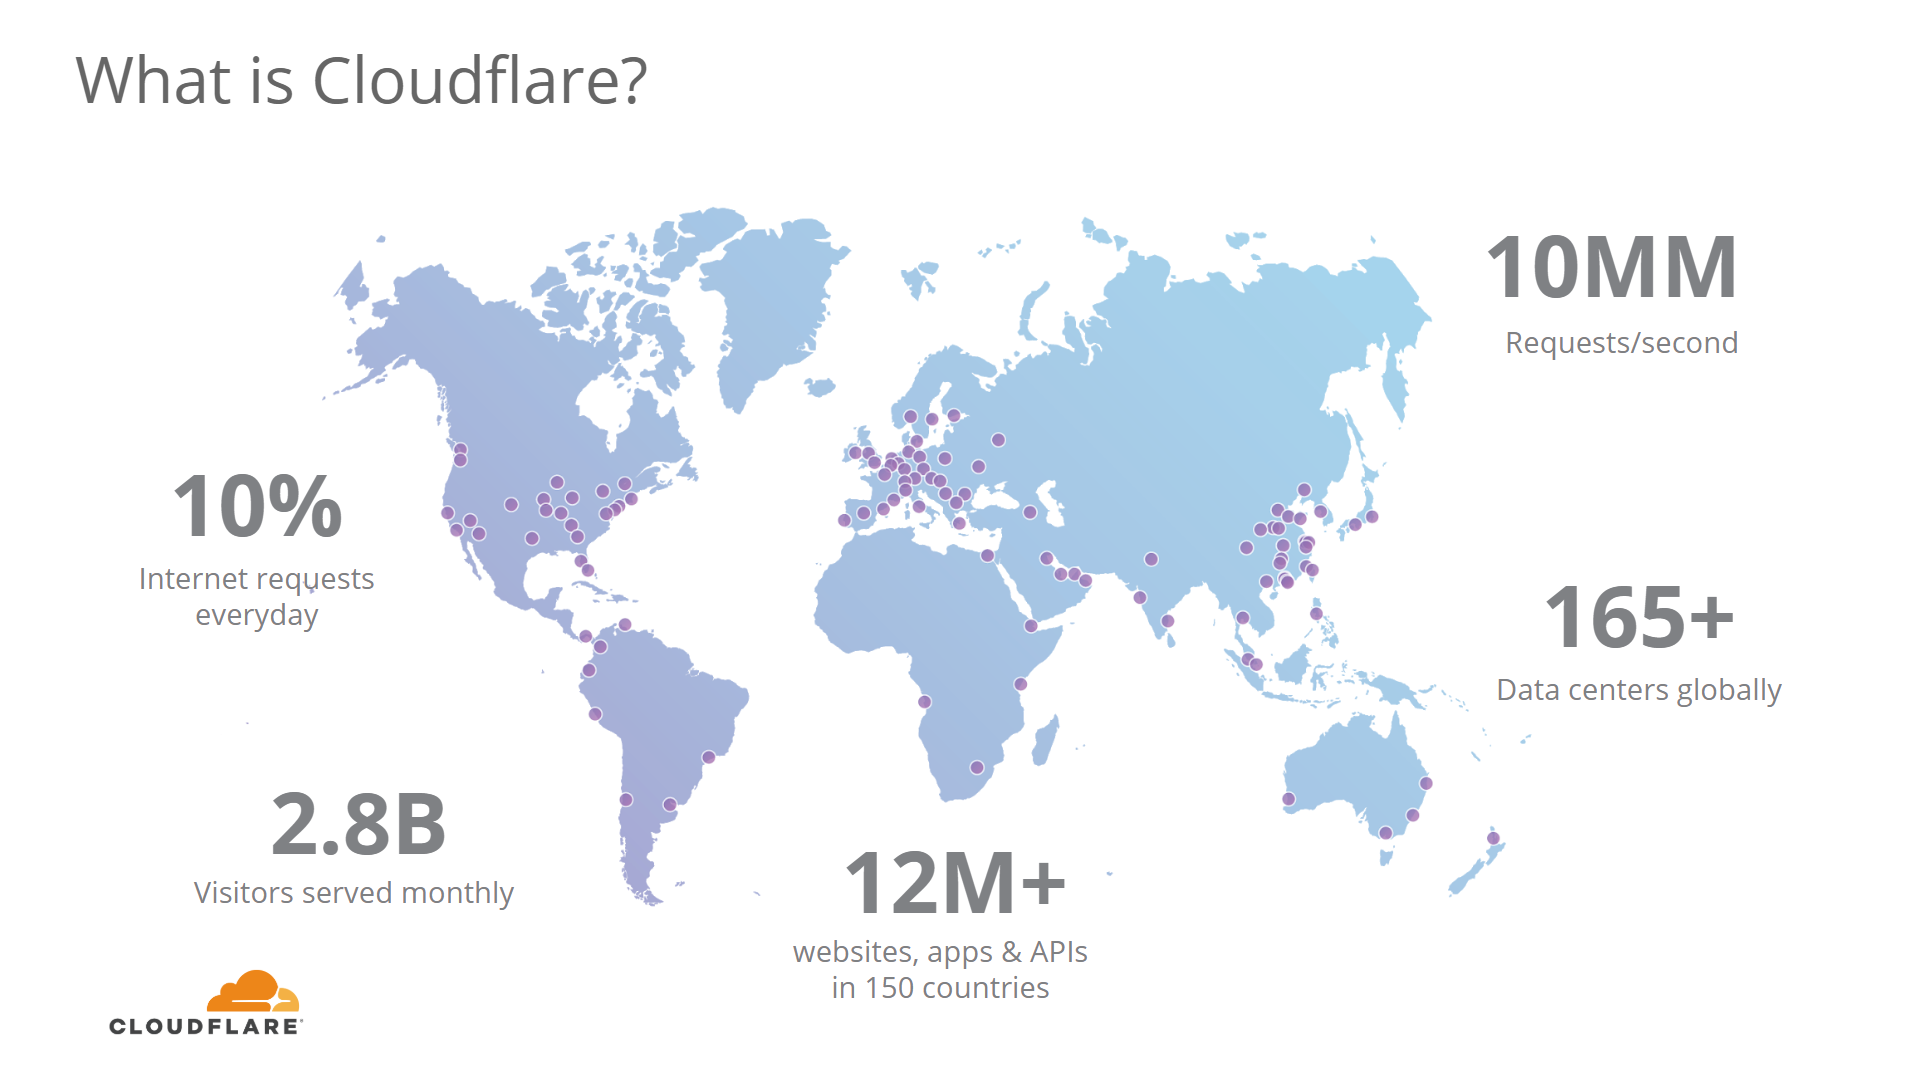 What is Cloudflare?
10MM
Requests/second
10%
Internet requests
everyday
165+
Data centers globally
2.8B
Visitors served monthly
12M+
websites, apps & APIs
in 150 countries
CLOUDFLARE